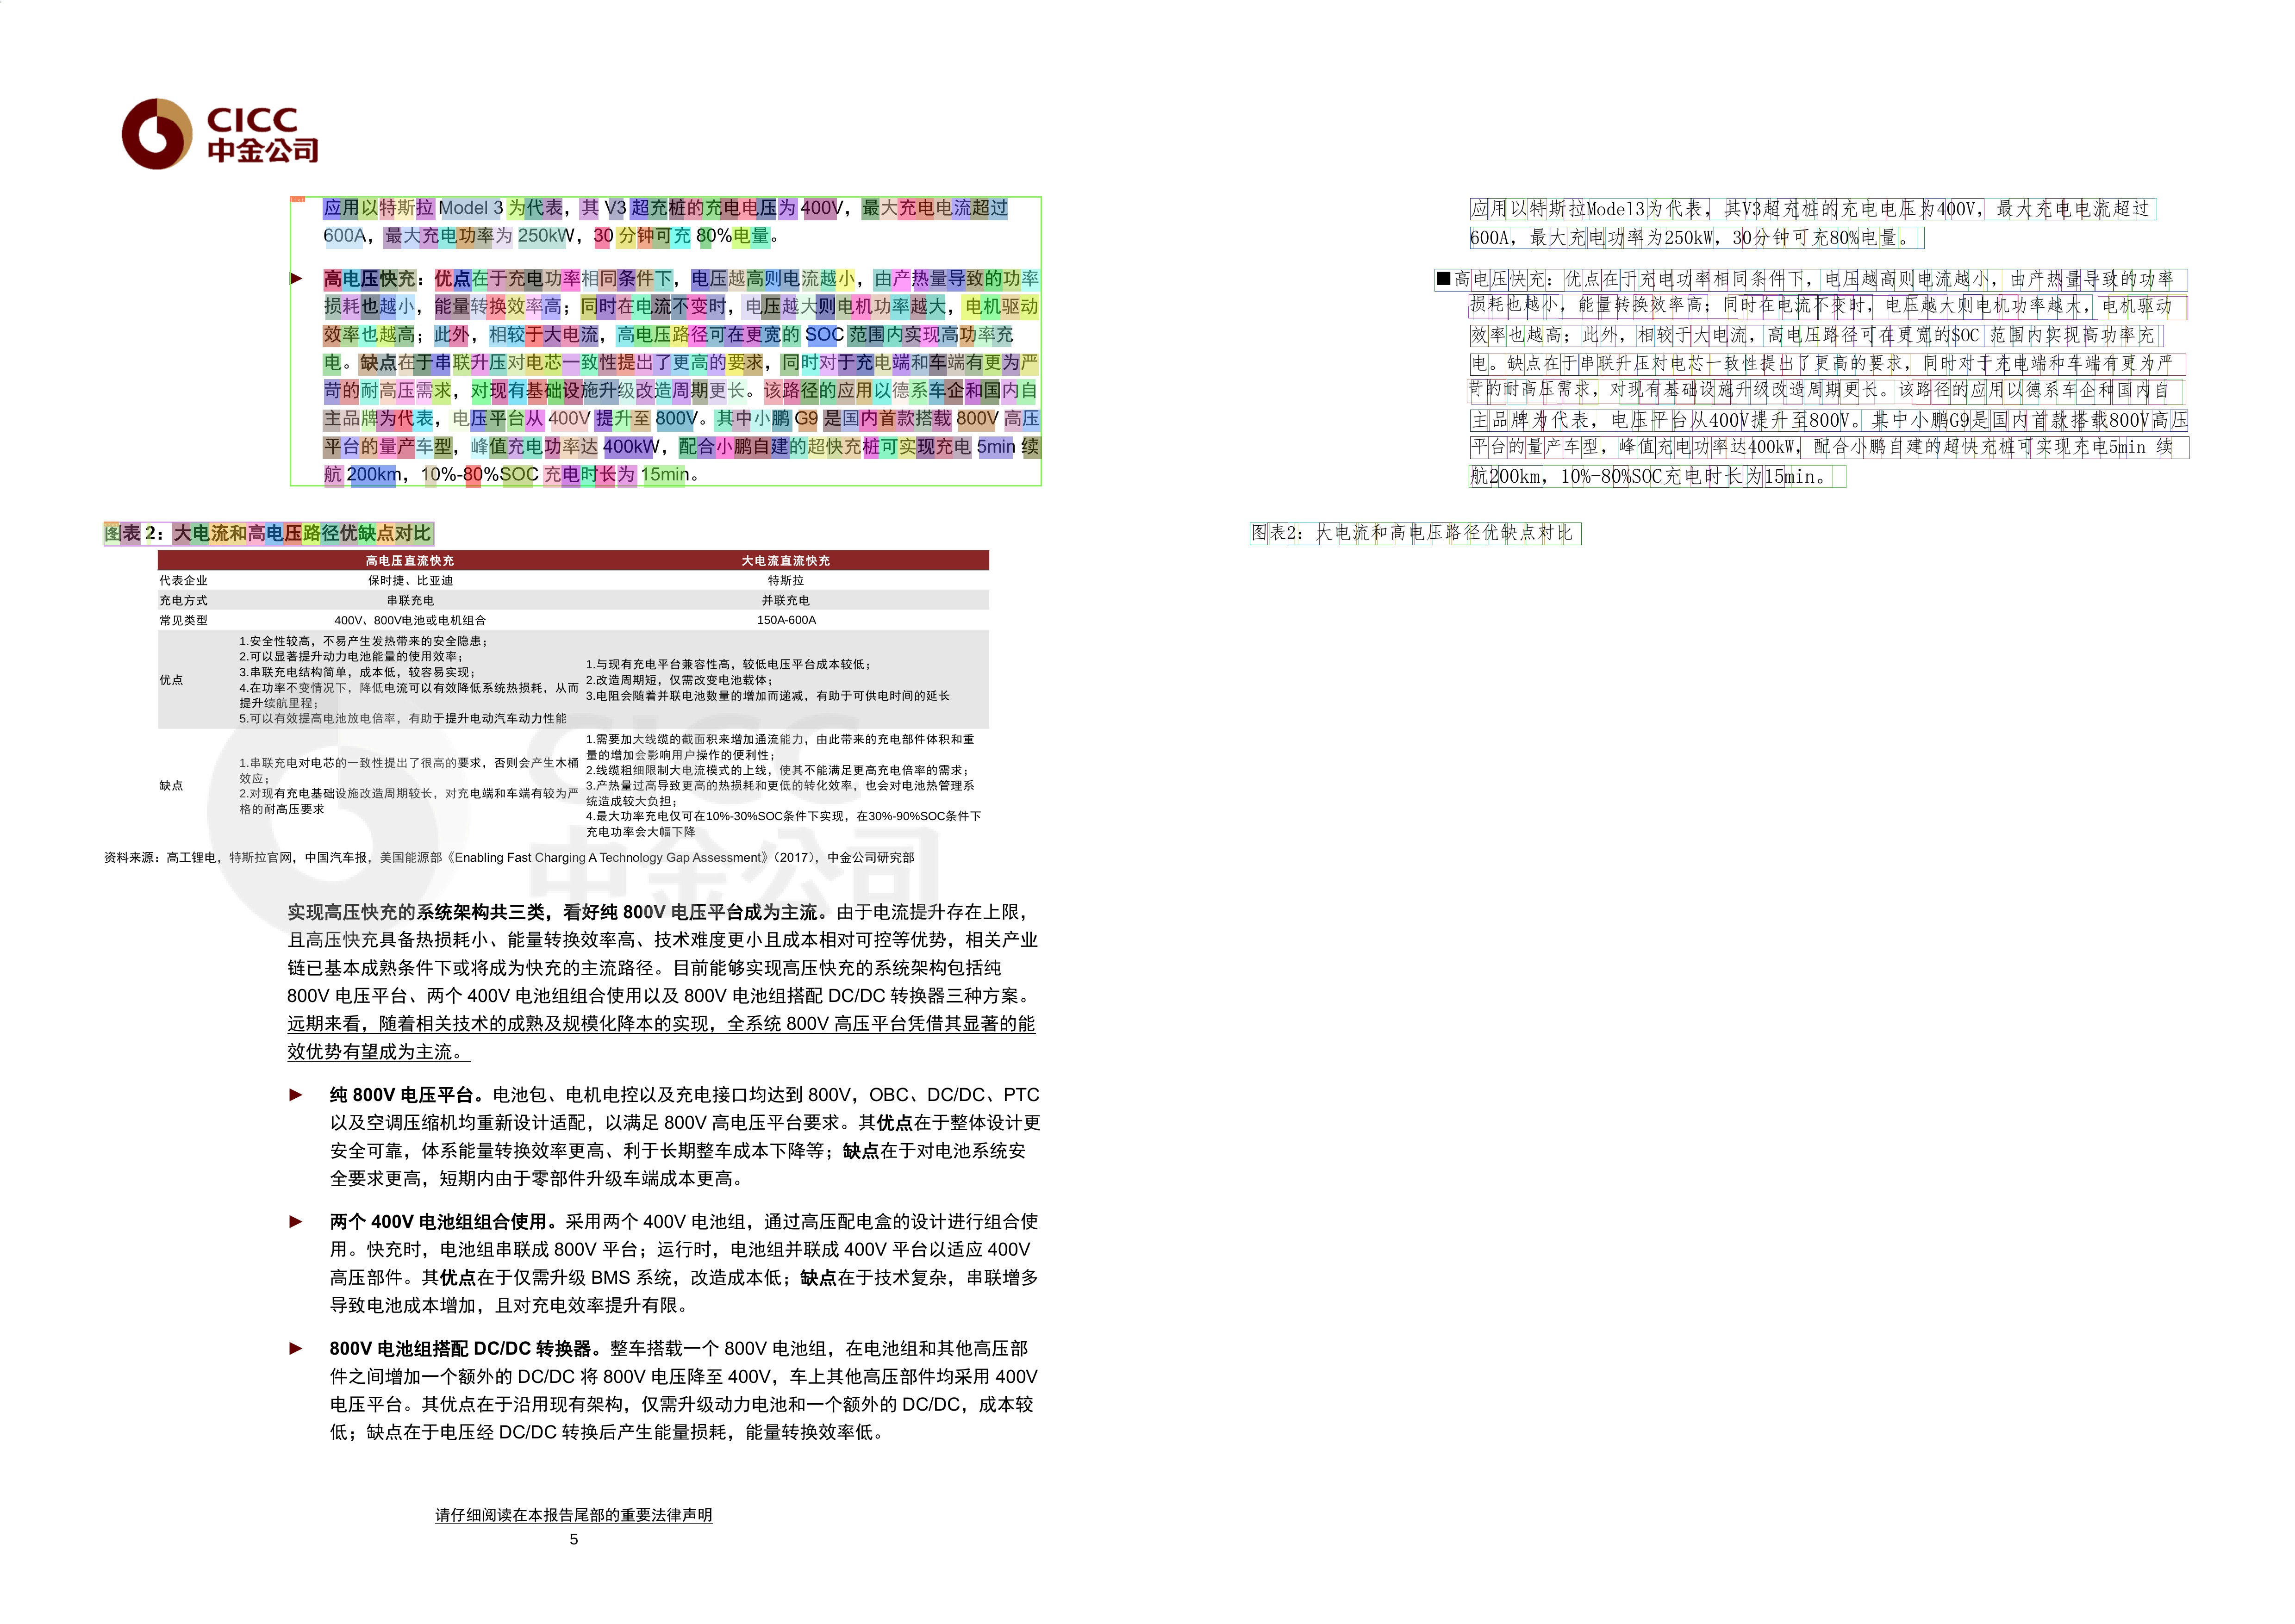 CICC
中金公司
应用以特斯拉 Model 3 为代表，其 V3 超充桩的充电电压为 400V，最大充电电流超过
600A，最大充电功率为 250kW，30 分钟可充 80%电量。
► 高电压快充：优点在于充电功率相同条件下，电压越高则电流越小，由产热量导致的功率
损耗也越小，能量转换效率高；同时在电流不变时，电压越大则电机功率越大，电机驱动
效率也越高；此外，相较于大电流，高电压路径可在更宽的 SOC 范围内实现高功率充
电。缺点在于串联升压对电芯一致性提出了更高的要求，同时对于充电端和车端有更为严
苛的耐高压需求，对现有基础设施升级改造周期更长。该路径的应用以德系车企和国内自
主品牌为代表，电压平台从 400V 提升至 800V。其中小鹏 G9 是国内首款搭载 800V 高压
平台的量产车型，峰值充电功率达 400kW，配合小鹏自建的超快充桩可实现充电 5min 续
航 200km，10%-80%SOC 充电时长为 15min。
图表 2：大电流和高电压路径优缺点对比
高电压直流快充 大电流直流快充
代表企业 保时捷、比亚迪 特斯拉
充电方式 串联充电 并联充电
常见类型 400V、800V电池或电机组合 150A-600A
优点
1.安全性较高，不易产生发热带来的安全隐患；
2.可以显著提升动力电池能量的使用效率；
3.串联充电结构简单，成本低，较容易实现；
4.在功率不变情况下，降低电流可以有效降低系统热损耗，从而
提升续航里程；
5.可以有效提高电池放电倍率，有助于提升电动汽车动力性能
1.与现有充电平台兼容性高，较低电压平台成本较低；
2.改造周期短，仅需改变电池载体；
3.电阻会随着并联电池数量的增加而递减，有助于可供电时间的延长
缺点
1.串联充电对电芯的一致性提出了很高的要求，否则会产生木桶
效应；
2.对现有充电基础设施改造周期较长，对充电端和车端有较为严
格的耐高压要求
1.需要加大线缆的截面积来增加通流能力，由此带来的充电部件体积和重
量的增加会影响用户操作的便利性；
2.线缆粗细限制大电流模式的上线，使其不能满足更高充电倍率的需求；
3.产热量过高导致更高的热损耗和更低的转化效率，也会对电池热管理系
统造成较大负担；
4.最大功率充电仅可在10%-30%SOC条件下实现，在30%-90%SOC条件下
充电功率会大幅下降
资料来源：高工锂电，特斯拉官网，中国汽车报，美国能源部《Enabling Fast Charging A Technology Gap Assessment》（2017），中金公司研究部
CICC
中金公司
实现高压快充的系统架构共三类，看好纯 800V 电压平台成为主流。由于电流提升存在上限，
且高压快充具备热损耗小、能量转换效率高、技术难度更小且成本相对可控等优势，相关产业
链已基本成熟条件下或将成为快充的主流路径。目前能够实现高压快充的系统架构包括纯
800V 电压平台、两个 400V 电池组组合使用以及 800V 电池组搭配 DC/DC 转换器三种方案。
远期来看，随着相关技术的成熟及规模化降本的实现，全系统 800V 高压平台凭借其显著的能
效优势有望成为主流。
► 纯 800V 电压平台。电池包、电机电控以及充电接口均达到 800V，OBC、DC/DC、PTC
以及空调压缩机均重新设计适配，以满足 800V 高电压平台要求。其优点在于整体设计更
安全可靠，体系能量转换效率更高、利于长期整车成本下降等；缺点在于对电池系统安
全要求更高，短期内由于零部件升级车端成本更高。
► 两个 400V 电池组组合使用。采用两个 400V 电池组，通过高压配电盒的设计进行组合使
用。快充时，电池组串联成 800V 平台；运行时，电池组并联成 400V 平台以适应 400V
高压部件。其优点在于仅需升级 BMS 系统，改造成本低；缺点在于技术复杂，串联增多
导致电池成本增加，且对充电效率提升有限。
► 800V 电池组搭配 DC/DC 转换器。整车搭载一个 800V 电池组，在电池组和其他高压部
件之间增加一个额外的 DC/DC 将 800V 电压降至 400V，车上其他高压部件均采用 400V
电压平台。其优点在于沿用现有架构，仅需升级动力电池和一个额外的 DC/DC，成本较
低；缺点在于电压经 DC/DC 转换后产生能量损耗，能量转换效率低。
请仔细阅读在本报告尾部的重要法律声明
5
应用以特斯拉Model3为代表，其V3超充桩的充电电压为400V，最大充电电流超过
600A，最大充电功率为250kW，30分钟可充80%电量。
■高电压快充：优点在于充电功率相同条件下，电压越高则电流越小，由产热量导致的功率
损耗也越小，能量转换效率高；同时在电流不变时，电压越大则电机功率越大，电机驱动
效率也越高；此外，相较于大电流，高电压路径可在更宽的SOC 范围内实现高功率充
电。缺点在于串联升压对电芯一致性提出了更高的要求，同时对于充电端和车端有更为严
苛的耐高压需求，对现有基础设施升级改造周期更长。该路径的应用以德系车企和国内自
主品牌为代表，电压平台从400V提升至800V。其中小鹏G9是国内首款搭载800V高压
平台的量产车型，峰值充电功率达400kW，配合小鹏自建的超快充桩可实现充电5min 续
航200km，10%-80%SOC充电时长为15min。
图表2：大电流和高电压路径优缺点对比